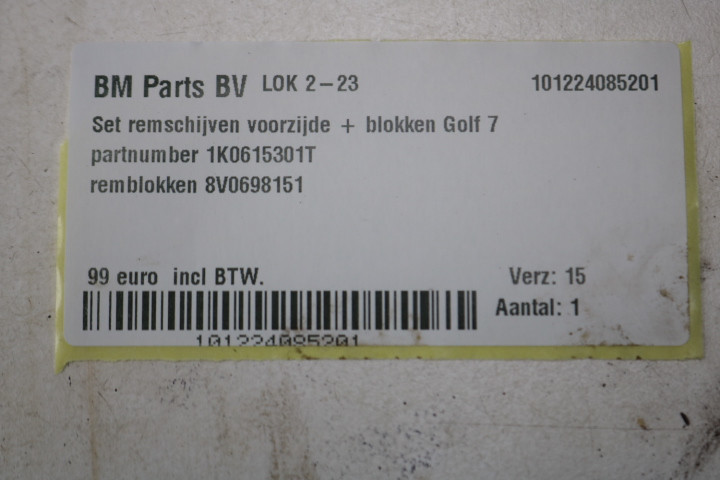 BM Parts BV LOK 2-23 101224085201
Set remschijven voorzijde + blokken Golf 7
partnumber 1K0615301T
remblokken 8V0698151
99 euro incl BTW. Verz: 15
Aantal: 1
101224085201